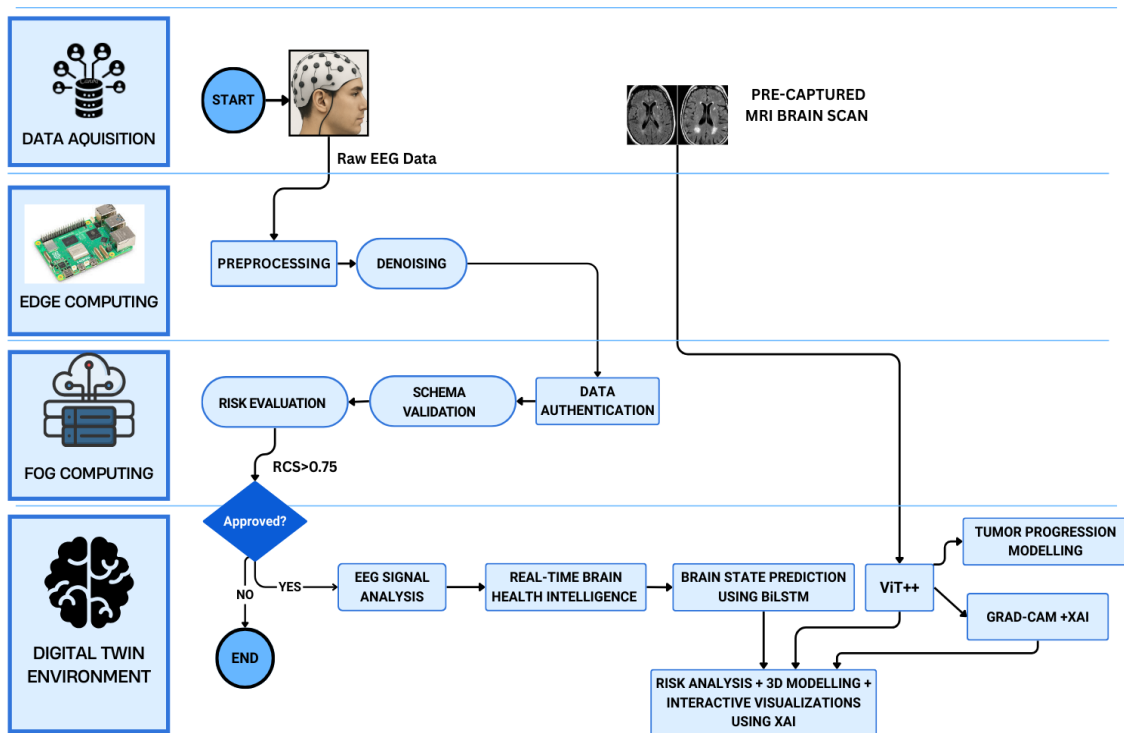 DATA AQUISITION
START
Raw EEG Data
PRE-CAPTURED
MRI BRAIN SCAN
EDGE COMPUTING
PREPROCESSING
DENOISING
FOG COMPUTING
RISK EVALUATION
SCHEMA
VALIDATION
DATA
AUTHENTICATION
RCS>0.75
Approved?
NO
YES
END
DIGITAL TWIN
ENVIRONMENT
EEG SIGNAL
ANALYSIS
REAL-TIME BRAIN
HEALTH INTELLIGENCE
BRAIN STATE PREDICTION
USING BiLSTM
ViT++
TUMOR PROGRESSION
MODELLING
GRAD-CAM +XAI
RISK ANALYSIS + 3D MODELLING +
INTERACTIVE VISUALIZATIONS
USING XAI